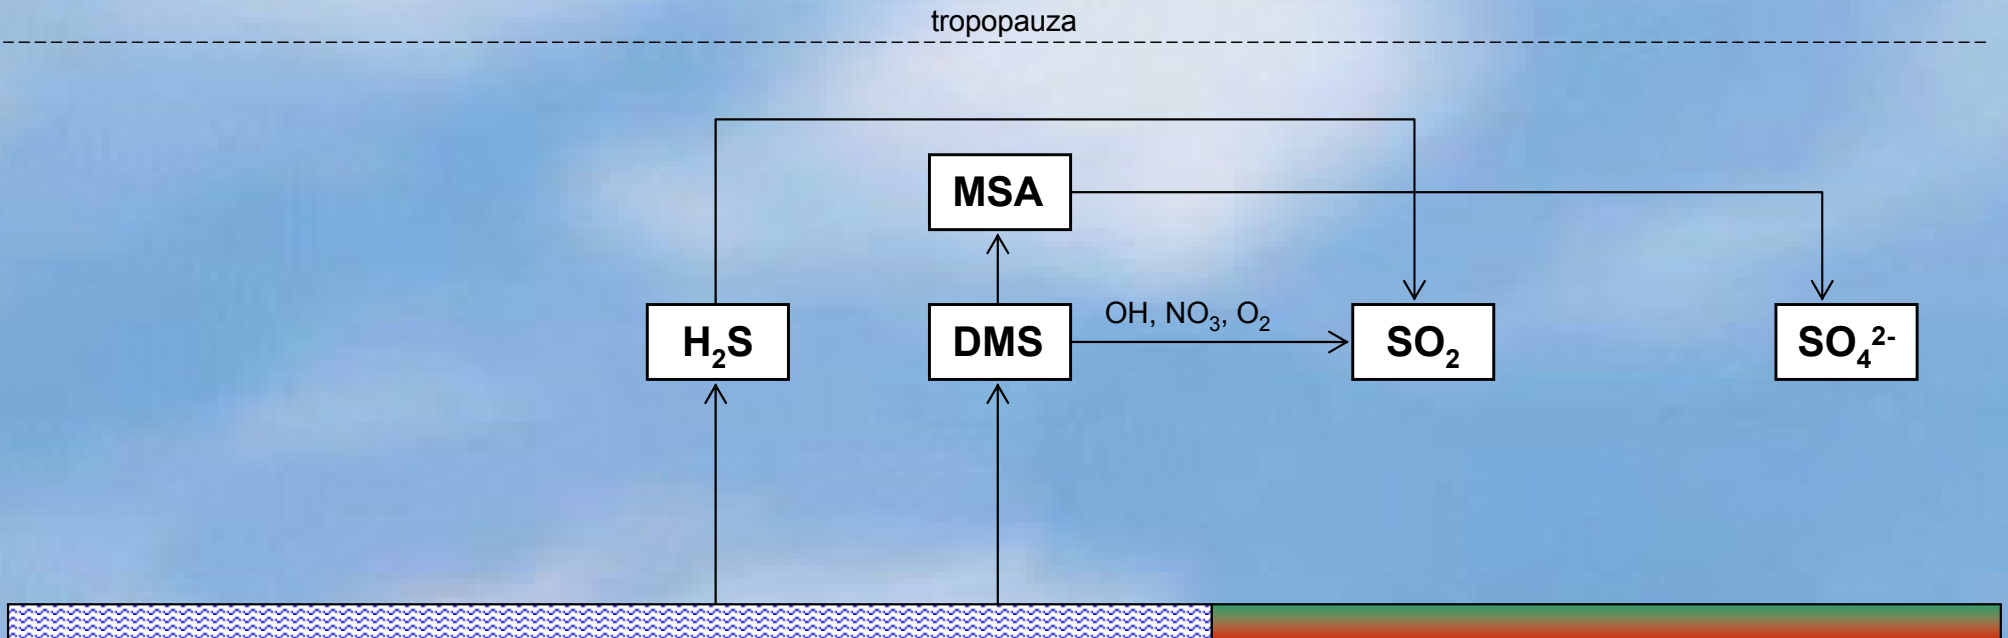 tropopauza
MSA
OH, NO₃, O₂
H₂S
DMS
SO₂
SO₄²⁻